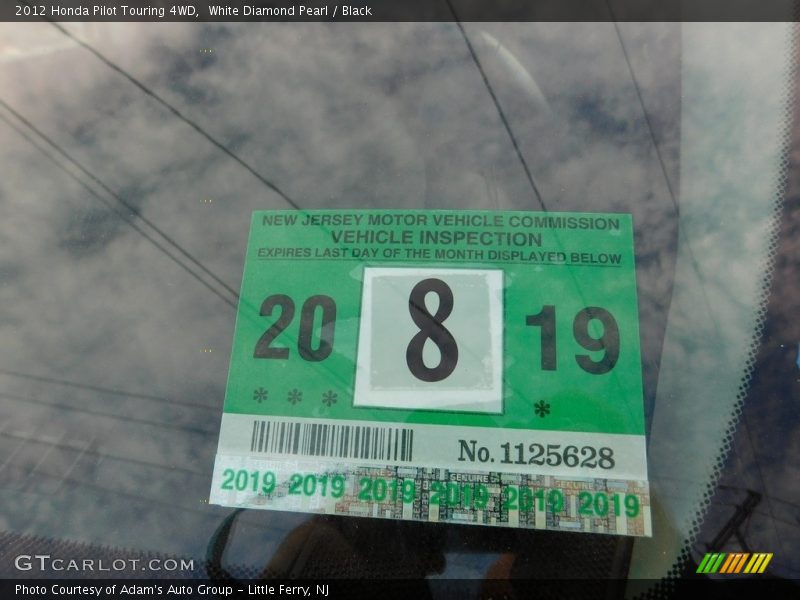 2012 Honda Pilot Touring 4WD,  White Diamond Pearl / Black
NEW JERSEY MOTOR VEHICLE COMMISSION
VEHICLE INSPECTION
EXPIRES LAST DAY OF THE MONTH DISPLAYED BELOW
20 8 19
* * * *
No. 1125628
2019 2019 2019 2019 2019 2019
GTCARLOT.COM
Photo Courtesy of Adam's Auto Group - Little Ferry, NJ